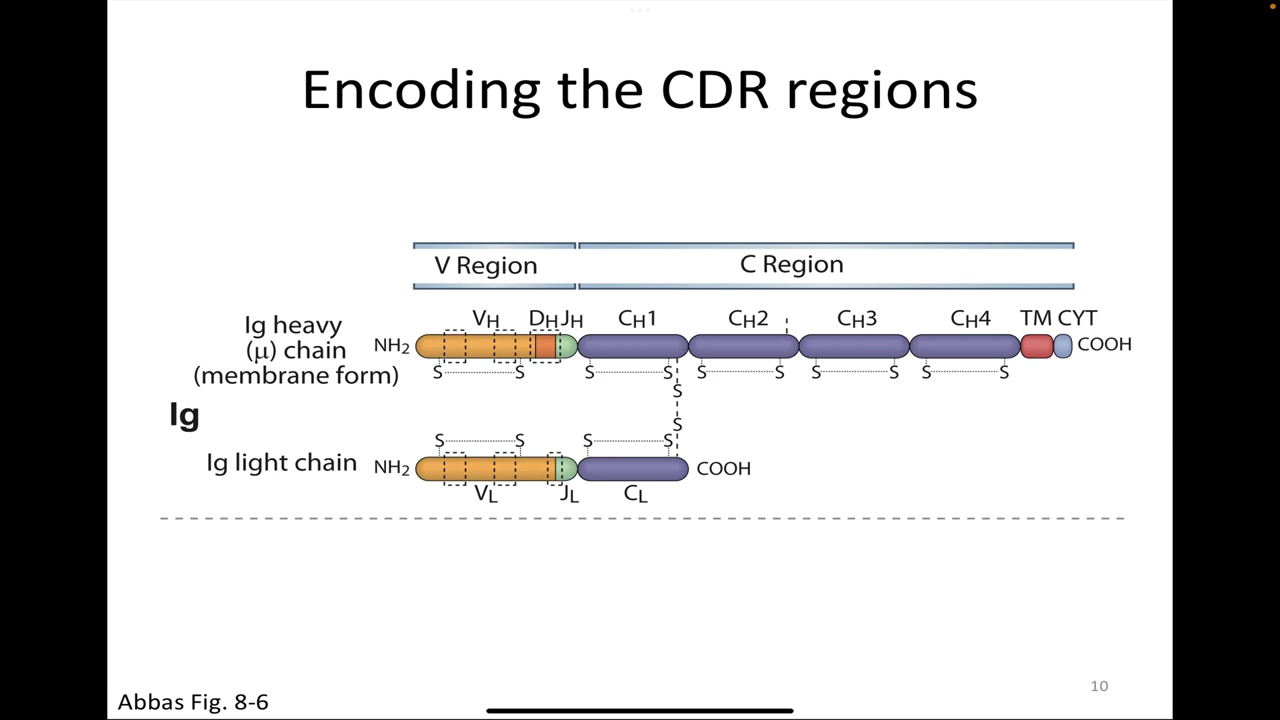 Encoding the CDR regions
V Region C Region
VH DH JH CH1 CH2 CH3 CH4 TM CYT
Ig heavy
(μ) chain
(membrane form)
NH2 COOH
S S S S S S S S S S
S
Ig
S
S S S S
Ig light chain NH2 COOH
VL JL CL
10
Abbas Fig. 8-6